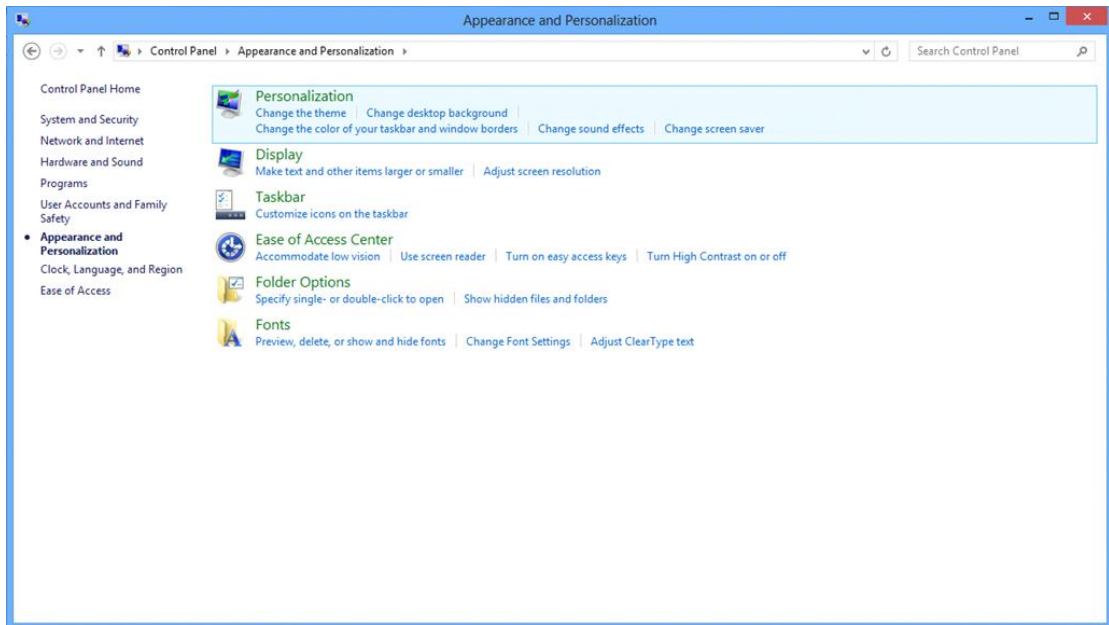 Appearance and Personalization
Control Panel Appearance and Personalization
Search Control Panel
Control Panel Home
System and Security
Network and Internet
Hardware and Sound
Programs
User Accounts and Family
Safety
Appearance and
Personalization
Clock, Language, and Region
Ease of Access
Personalization
Change the theme Change desktop background
Change the color of your taskbar and window borders Change sound effects Change screen saver
Display
Make text and other items larger or smaller Adjust screen resolution
Taskbar
Customize icons on the taskbar
Ease of Access Center
Accommodate low vision Use screen reader Turn on easy access keys Turn High Contrast on or off
Folder Options
Specify single- or double-click to open Show hidden files and folders
Fonts
Preview, delete, or show and hide fonts Change Font Settings Adjust ClearType text